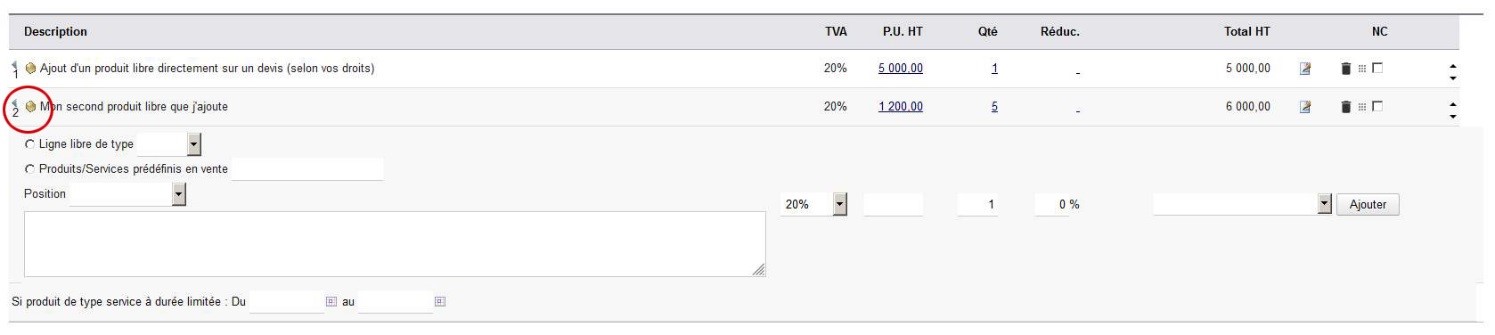 Description TVA P.U. HT Qté Réduc. Total HT NC
1 Ajout d'un produit libre directement sur un devis (selon vos droits) 20% 5 000,00 1 - 5 000,00
2 Mon second produit libre que j'ajoute 20% 1 200,00 5 - 6 000,00
Ligne libre de type
Produits/Services prédéfinis en vente
Position
20% 1 0 % Ajouter
Si produit de type service à durée limitée : Du au